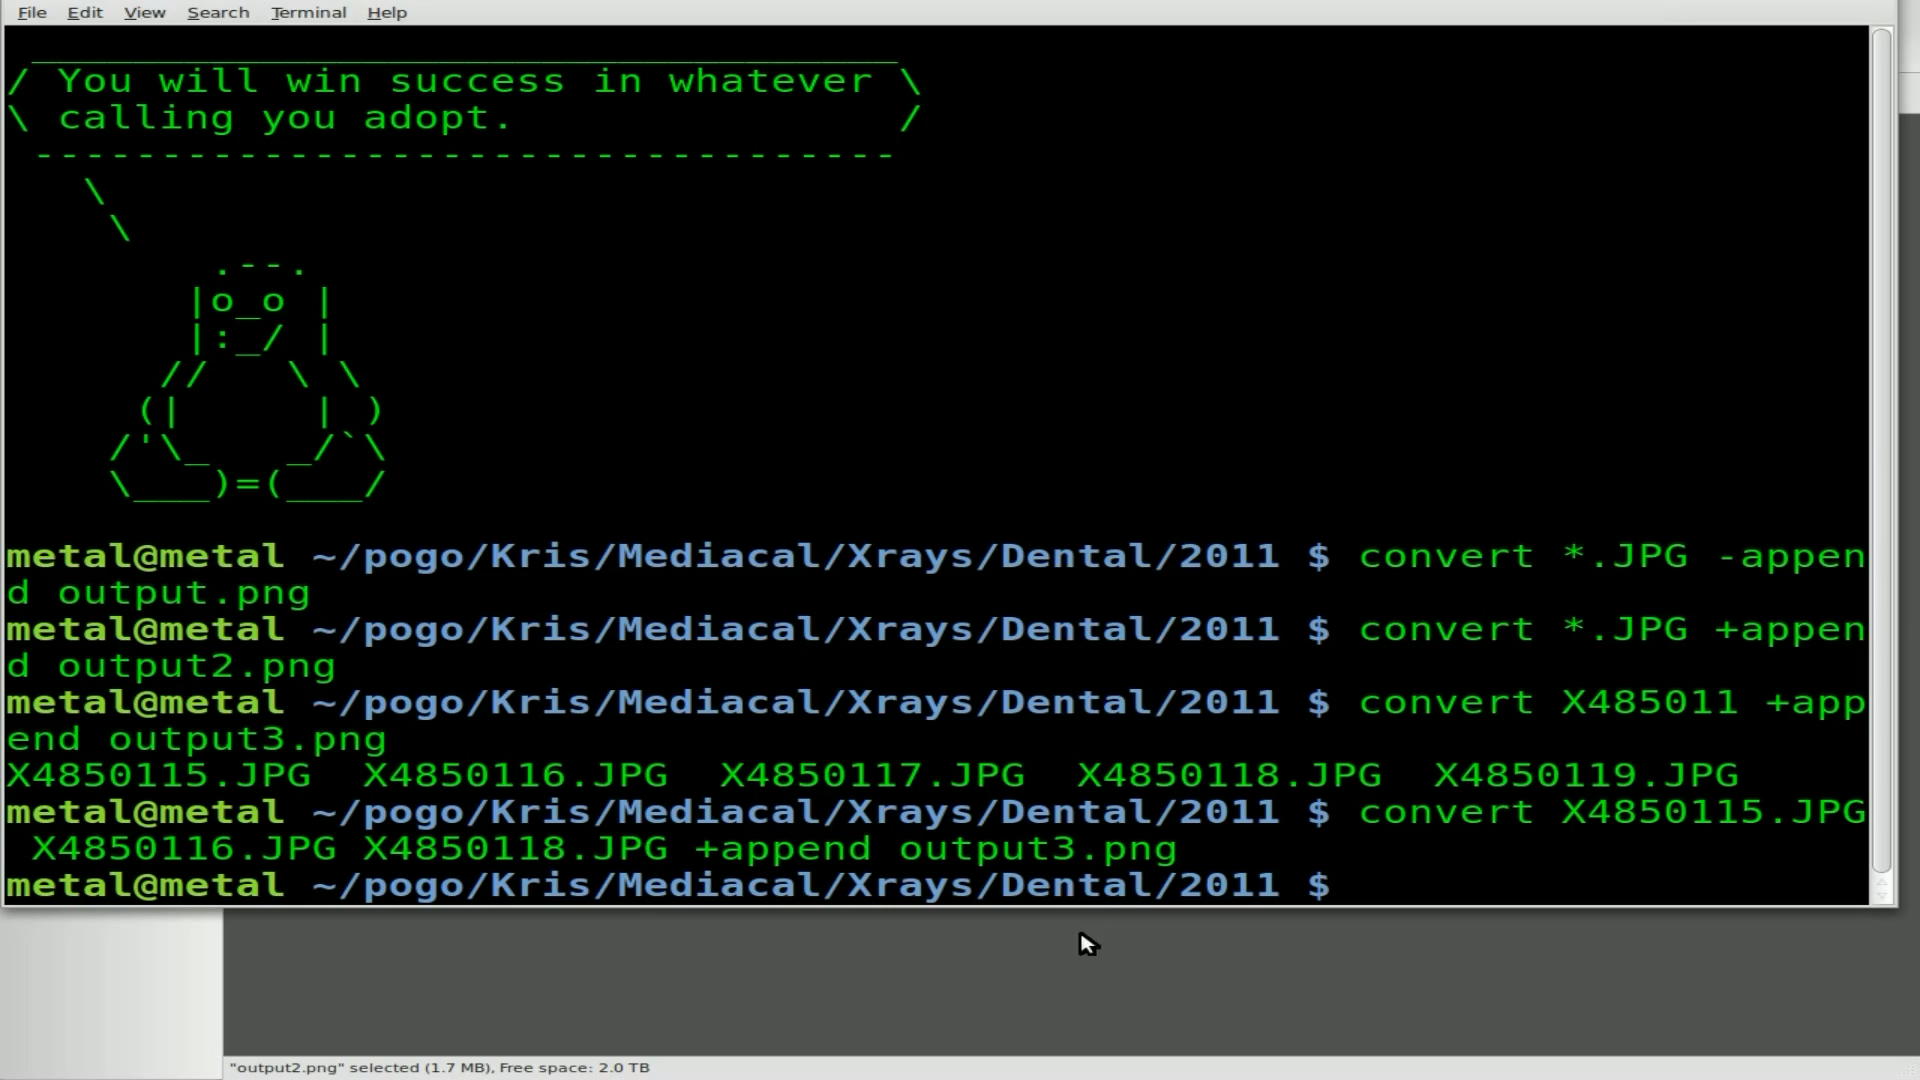 File Edit View Search Terminal Help
/ You will win success in whatever \
\ calling you adopt. /
----------------------------------
\
\
.--.
|o_o |
|:_/ |
// \ \
(| | )
/'\_ _/`\
\___)=(___/
metal@metal ~/pogo/Kris/Mediacal/Xrays/Dental/2011 $ convert *.JPG -appen
d output.png
metal@metal ~/pogo/Kris/Mediacal/Xrays/Dental/2011 $ convert *.JPG +appen
d output2.png
metal@metal ~/pogo/Kris/Mediacal/Xrays/Dental/2011 $ convert X485011 +app
end output3.png
X4850115.JPG X4850116.JPG X4850117.JPG X4850118.JPG X4850119.JPG
metal@metal ~/pogo/Kris/Mediacal/Xrays/Dental/2011 $ convert X4850115.JPG
X4850116.JPG X4850118.JPG +append output3.png
metal@metal ~/pogo/Kris/Mediacal/Xrays/Dental/2011 $
"output2.png" selected (1.7 MB), Free space: 2.0 TB